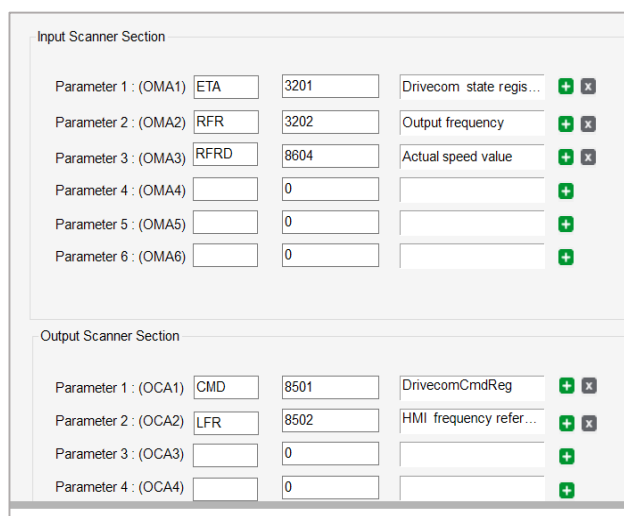 Input Scanner Section
Parameter 1 : (OMA1) ETA 3201 Drivecom state regis...
Parameter 2 : (OMA2) RFR 3202 Output frequency
Parameter 3 : (OMA3) RFRD 8604 Actual speed value
Parameter 4 : (OMA4) 0
Parameter 5 : (OMA5) 0
Parameter 6 : (OMA6) 0
Output Scanner Section
Parameter 1 : (OCA1) CMD 8501 DrivecomCmdReg
Parameter 2 : (OCA2) LFR 8502 HMI frequency refer...
Parameter 3 : (OCA3) 0
Parameter 4 : (OCA4) 0